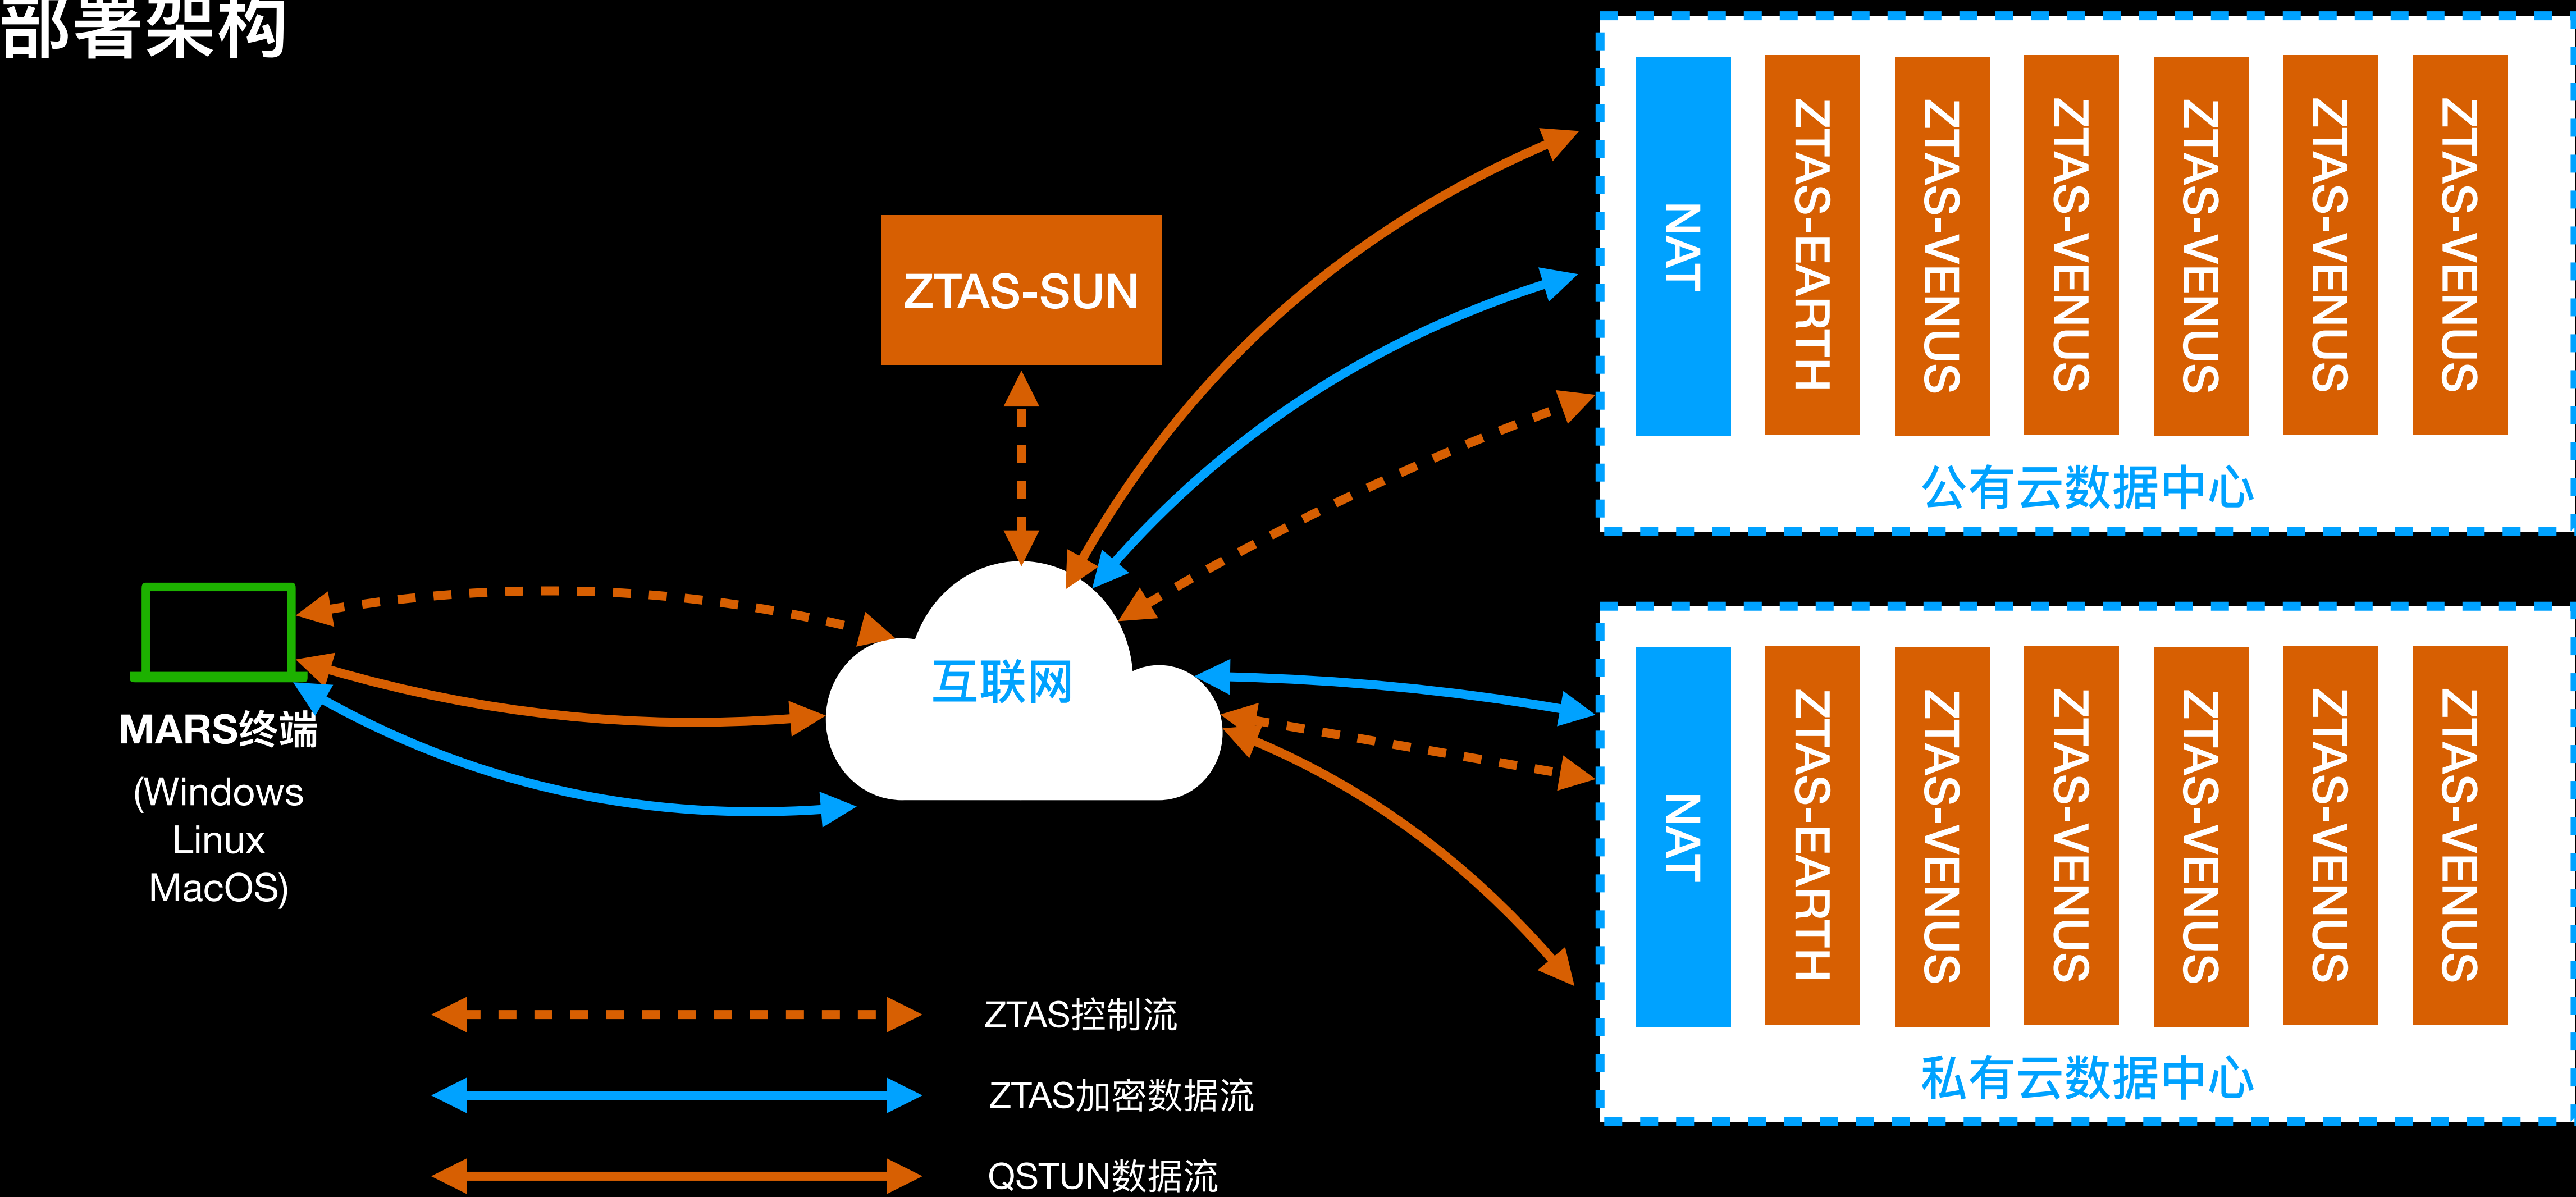 部署架构
ZTAS-SUN
互联网
MARS终端
(Windows
Linux
MacOS)
ZTAS控制流
ZTAS加密数据流
QSTUN数据流
NAT
ZTAS-EARTH
ZTAS-VENUS
ZTAS-VENUS
ZTAS-VENUS
ZTAS-VENUS
ZTAS-VENUS
公有云数据中心
NAT
ZTAS-EARTH
ZTAS-VENUS
ZTAS-VENUS
ZTAS-VENUS
ZTAS-VENUS
ZTAS-VENUS
私有云数据中心